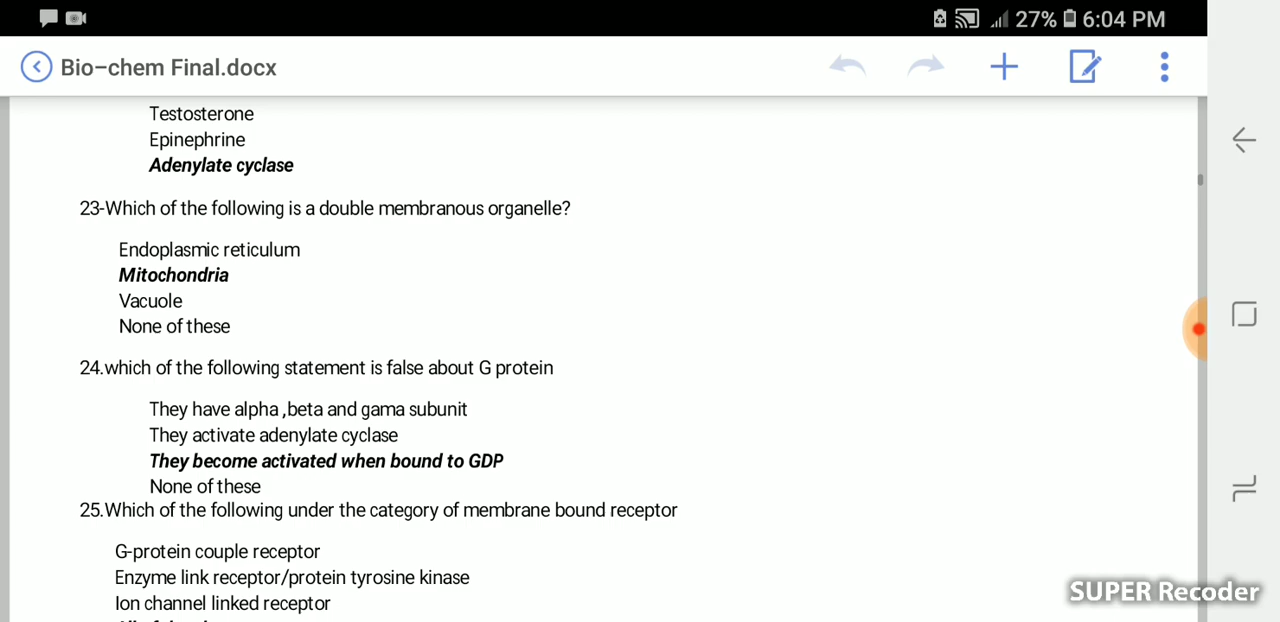 27% 6:04 PM
Bio-chem Final.docx
Testosterone
Epinephrine
Adenylate cyclase
23-Which of the following is a double membranous organelle?
Endoplasmic reticulum
Mitochondria
Vacuole
None of these
24.which of the following statement is false about G protein
They have alpha ,beta and gama subunit
They activate adenylate cyclase
They become activated when bound to GDP
None of these
25.Which of the following under the category of membrane bound receptor
G-protein couple receptor
Enzyme link receptor/protein tyrosine kinase
Ion channel linked receptor
SUPER Recoder